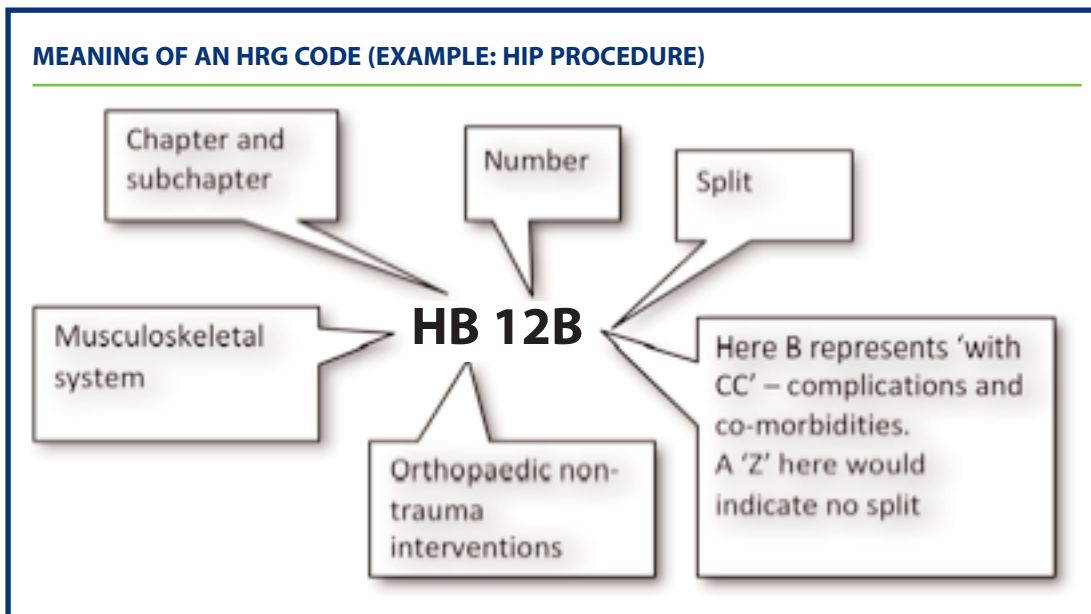 MEANING OF AN HRG CODE (EXAMPLE: HIP PROCEDURE)
Chapter and
subchapter
Number
Split
HB 12B
Musculoskeletal
system
Orthopaedic non-
trauma
interventions
Here B represents ‘with
CC’ – complications and
co-morbidities.
A ‘Z’ here would
indicate no split